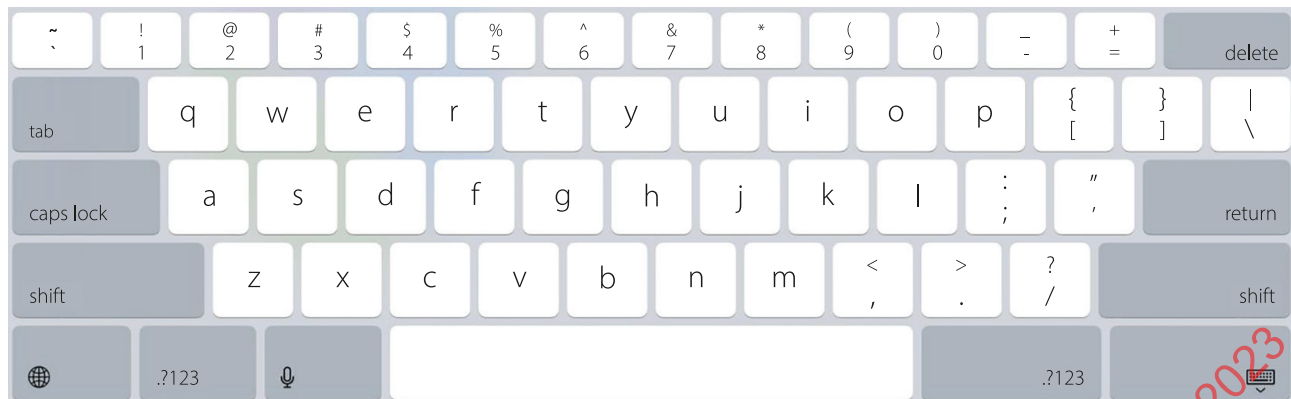 ~ ! @ # $ % ^ & * ( ) _ +
` 1 2 3 4 5 6 7 8 9 0 - = delete
tab q w e r t y u i o p { } |
[ ] \
caps lock a s d f g h j k l : " return
; '
shift z x c v b n m < > ? shift
, . /
.?123 .?123
2023